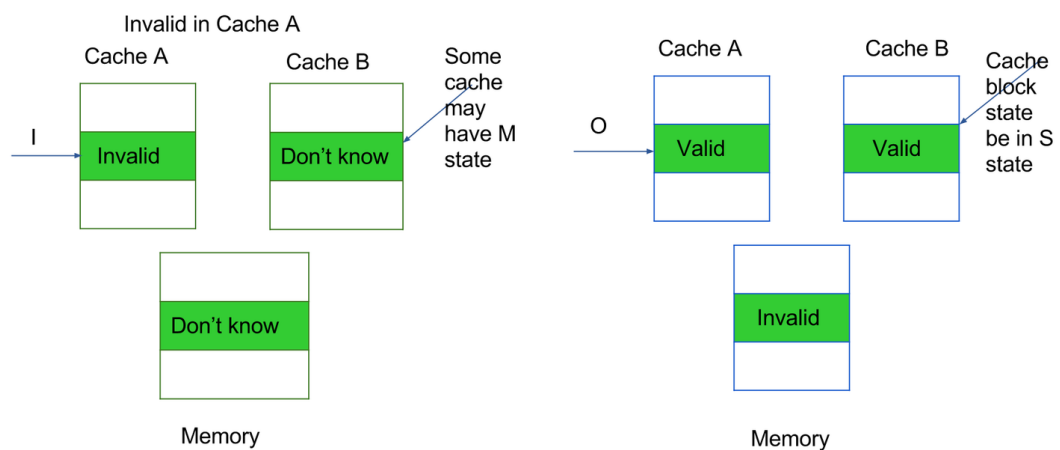 Invalid in Cache A
Cache A
Cache B
Some
cache
may
have M
state
I
Invalid
Don't know
Don't know
Memory
Cache A
Cache B
Cache
block
state
be in S
state
O
Valid
Valid
Invalid
Memory